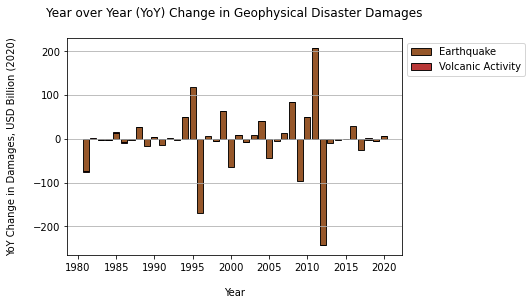 Year over Year (YoY) Change in Geophysical Disaster Damages
Earthquake
Volcanic Activity
YoY Change in Damages, USD Billion (2020)
200
100
0
−100
−200
1980 1985 1990 1995 2000 2005 2010 2015 2020
Year